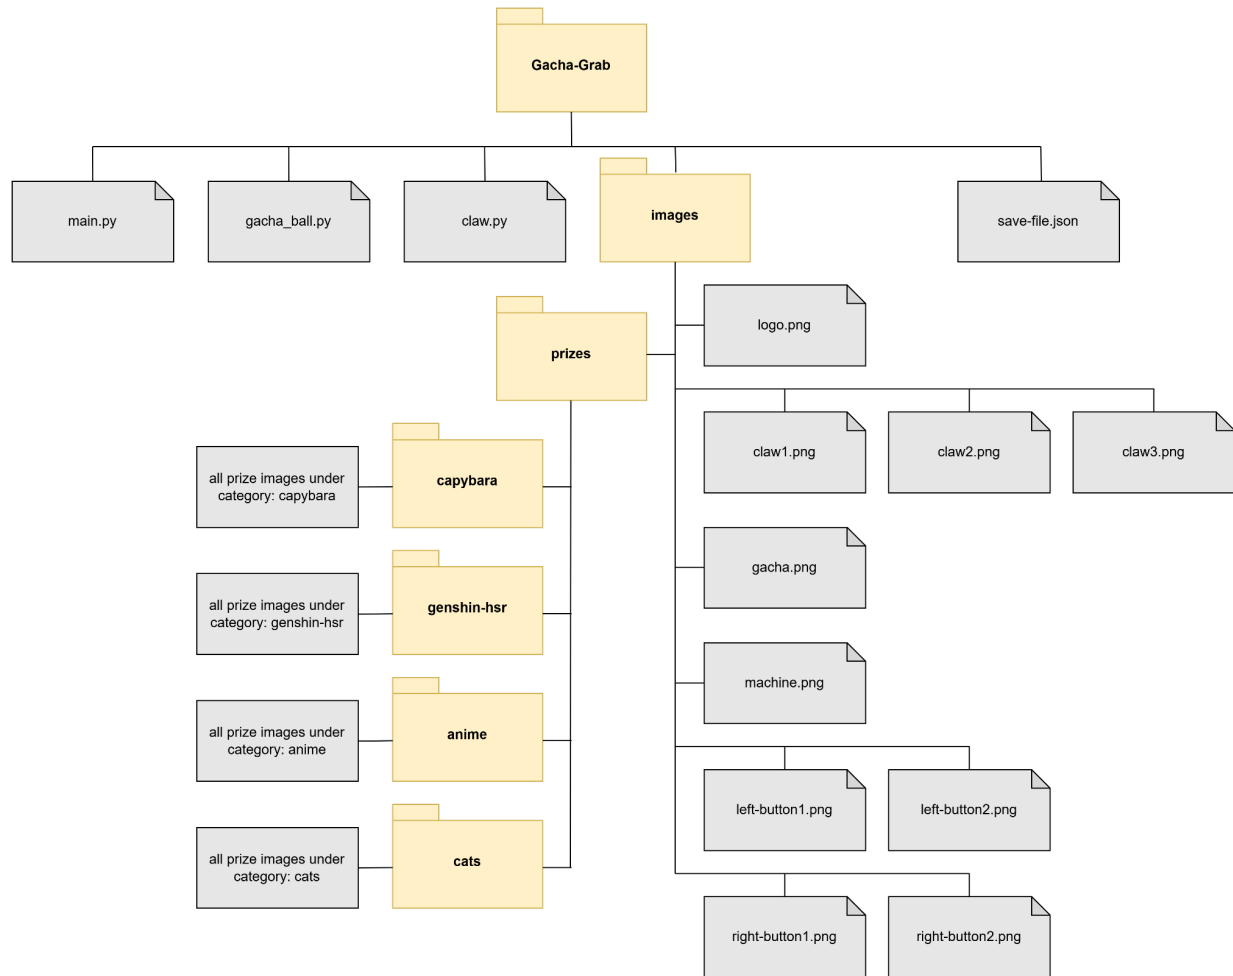 Gacha-Grab
main.py
gacha_ball.py
claw.py
images
save-file.json
logo.png
prizes
claw1.png
claw2.png
claw3.png
all prize images under
category: capybara
capybara
gacha.png
all prize images under
category: genshin-hsr
genshin-hsr
machine.png
all prize images under
category: anime
anime
left-button1.png
left-button2.png
all prize images under
category: cats
cats
right-button1.png
right-button2.png